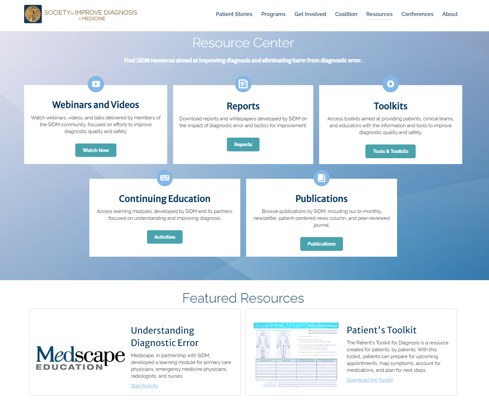 SOCIETY to IMPROVE DIAGNOSIS
in MEDICINE
Patient Stories Programs Get Involved Coalition Resources Conferences About
Resource Center
Find SIDM resources aimed at improving diagnosis and eliminating harm from diagnostic error.
Webinars and Videos
Watch webinars, videos, and talks delivered by members of
the SIDM community, focused on efforts to improve
diagnostic quality and safety.
Watch Now
Reports
Download reports and whitepapers developed by SIDM on
the impact of diagnostic error and tactics for improvement.
Reports
Toolkits
Access toolkits aimed at providing patients, clinical teams,
and educators with the information and tools to improve
diagnostic quality and safety.
Tools & Toolkits
Continuing Education
Access learning modules, developed by SIDM and its partners,
focused on understanding and improving diagnosis.
Activities
Publications
Browse publications by SIDM, including our bi-monthly
newsletter, patient-centered news column, and peer-reviewed
journal.
Publications
Featured Resources
Medscape
EDUCATION
Understanding
Diagnostic Error
Medscape, in partnership with SIDM,
developed a learning module for primary care
physicians, emergency medicine physicians,
radiologists, and nurses.
Start Activity
Patient's Toolkit
The Patient's Toolkit for Diagnosis is a resource
created for patients, by patients. With this
toolkit, patients can prepare for upcoming
appointments, map symptoms, account for
medications, and plan for next steps.
Download the Toolkit